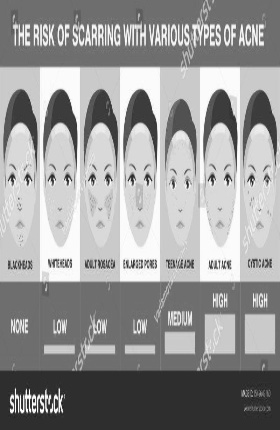 THE RISK OF SCARRING WITH VARIOUS TYPES OF ACNE
BLACKHEADS
WHITEHEADS
ADULT ROSACEA
ENLARGED PORES
TEENAGE ACNE
ADULT ACNE
CYSTIC ACNE
NONE
LOW
LOW
LOW
MEDIUM
HIGH
HIGH
shutterstock